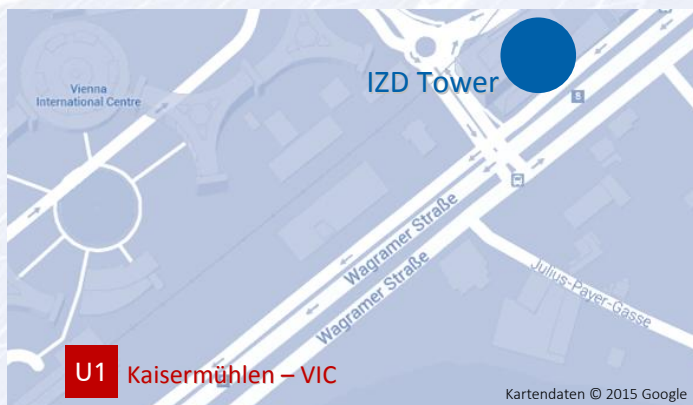 IZD Tower
Vienna
International Centre
S
Wagramer Straße
Wagramer Straße
Julius-Payer-Gasse
U1 Kaisermühlen – VIC
Kartendaten © 2015 Google